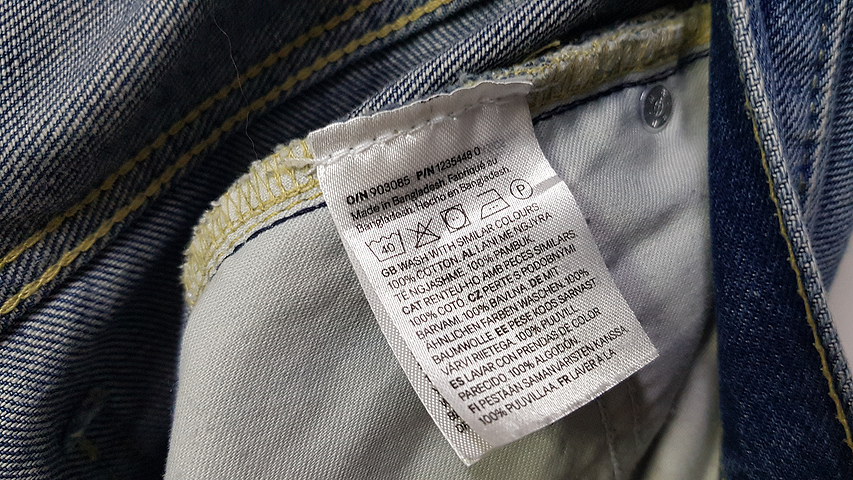 O/N 903085 P/N 1235448 0
Made in Bangladesh. Fabriqué au
Bangladesh. Hecho en Bangladesh.
40 P
GB WASH WITH SIMILAR COLOURS
100% COTTON. AL LANI ME NGJYRA
TË NGJASHME. 100% PAMBUK.
CAT RENTEU-HO AMB PECES SIMILARS
100% COTÓ. CZ PERTE S PODOBNÝMI
BARVAMI. 100% BAVLNA. DE MIT
ÄHNLICHEN FARBEN WASCHEN. 100%
BAUMWOLLE. EE PESE KOOS SARNAST
VÄRVI RIIETEGA. 100% PUUVILL.
ES LAVAR CON PRENDAS DE COLOR
PARECIDO. 100% ALGODÓN.
FI PESTÄÄN SAMANVÄRISTEN KANSSA
100% PUUVILLAA. FR LAVER À LA